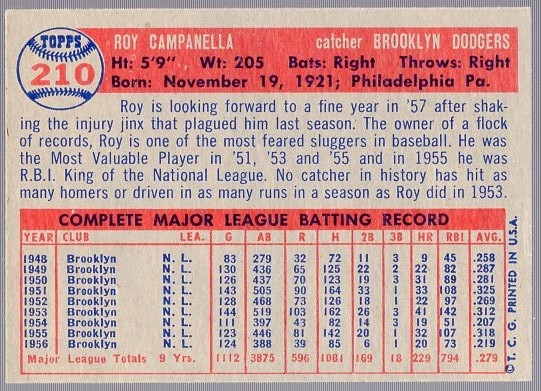 TOPPS
210
ROY CAMPANELLA catcher BROOKLYN DODGERS
Ht: 5'9" Wt: 205 Bats: Right Throws: Right
Born: November 19, 1921; Philadelphia Pa.
Roy is looking forward to a fine year in '57 after shak-
ing the injury jinx that plagued him last season. The owner of a flock
of records, Roy is one of the most feared sluggers in baseball. He was
the Most Valuable Player in '51, '53 and '55 and in 1955 he was
R.B.I. King of the National League. No catcher in history has hit as
many homers or driven in as many runs in a season as Roy did in 1953.
COMPLETE MAJOR LEAGUE BATTING RECORD
YEAR CLUB LEA. G AB R H 2B 3B HR RBI AVG.
1948 Brooklyn N. L. 83 279 32 72 11 3 9 45 .258
1949 Brooklyn N. L. 130 436 65 125 22 2 22 82 .287
1950 Brooklyn N. L. 126 437 70 123 19 3 31 89 .281
1951 Brooklyn N. L. 143 505 90 164 33 1 33 108 .325
1952 Brooklyn N. L. 128 468 73 126 18 1 22 97 .269
1953 Brooklyn N. L. 144 519 103 162 26 3 41 142 .312
1954 Brooklyn N. L. 111 397 43 82 14 3 19 51 .207
1955 Brooklyn N. L. 123 446 81 142 20 1 32 107 .318
1956 Brooklyn N. L. 124 388 39 85 6 1 20 73 .219
Major League Totals 9 Yrs. 1112 3875 596 1081 169 18 229 794 .279
© T. C. G. PRINTED IN U.S.A.